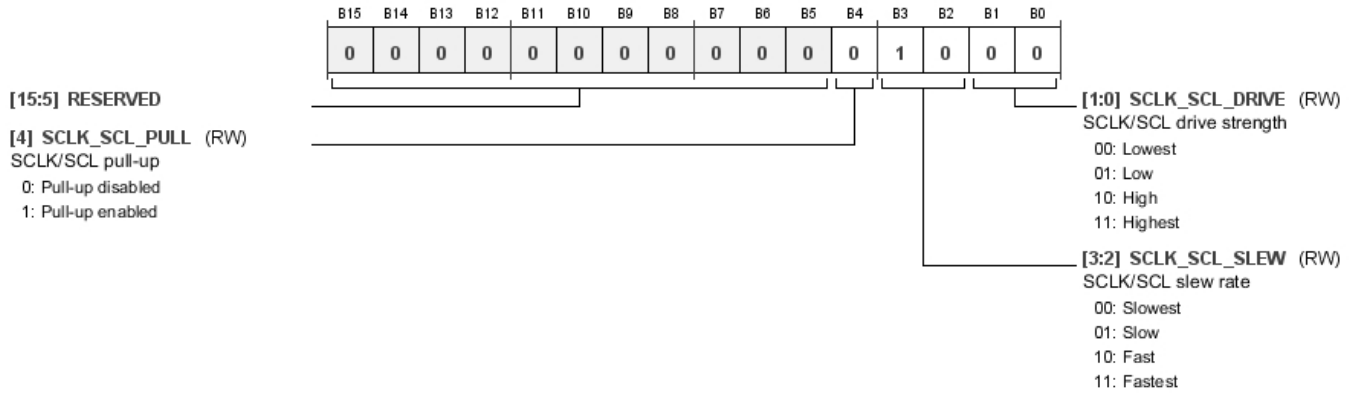 B15 B14 B13 B12 B11 B10 B9 B8 B7 B6 B5 B4 B3 B2 B1 B0
0 0 0 0 0 0 0 0 0 0 0 0 1 0 0 0
[15:5] RESERVED
[4] SCLK_SCL_PULL (RW)
SCLK/SCL pull-up
0: Pull-up disabled
1: Pull-up enabled
[1:0] SCLK_SCL_DRIVE (RW)
SCLK/SCL drive strength
00: Lowest
01: Low
10: High
11: Highest
[3:2] SCLK_SCL_SLEW (RW)
SCLK/SCL slew rate
00: Slowest
01: Slow
10: Fast
11: Fastest